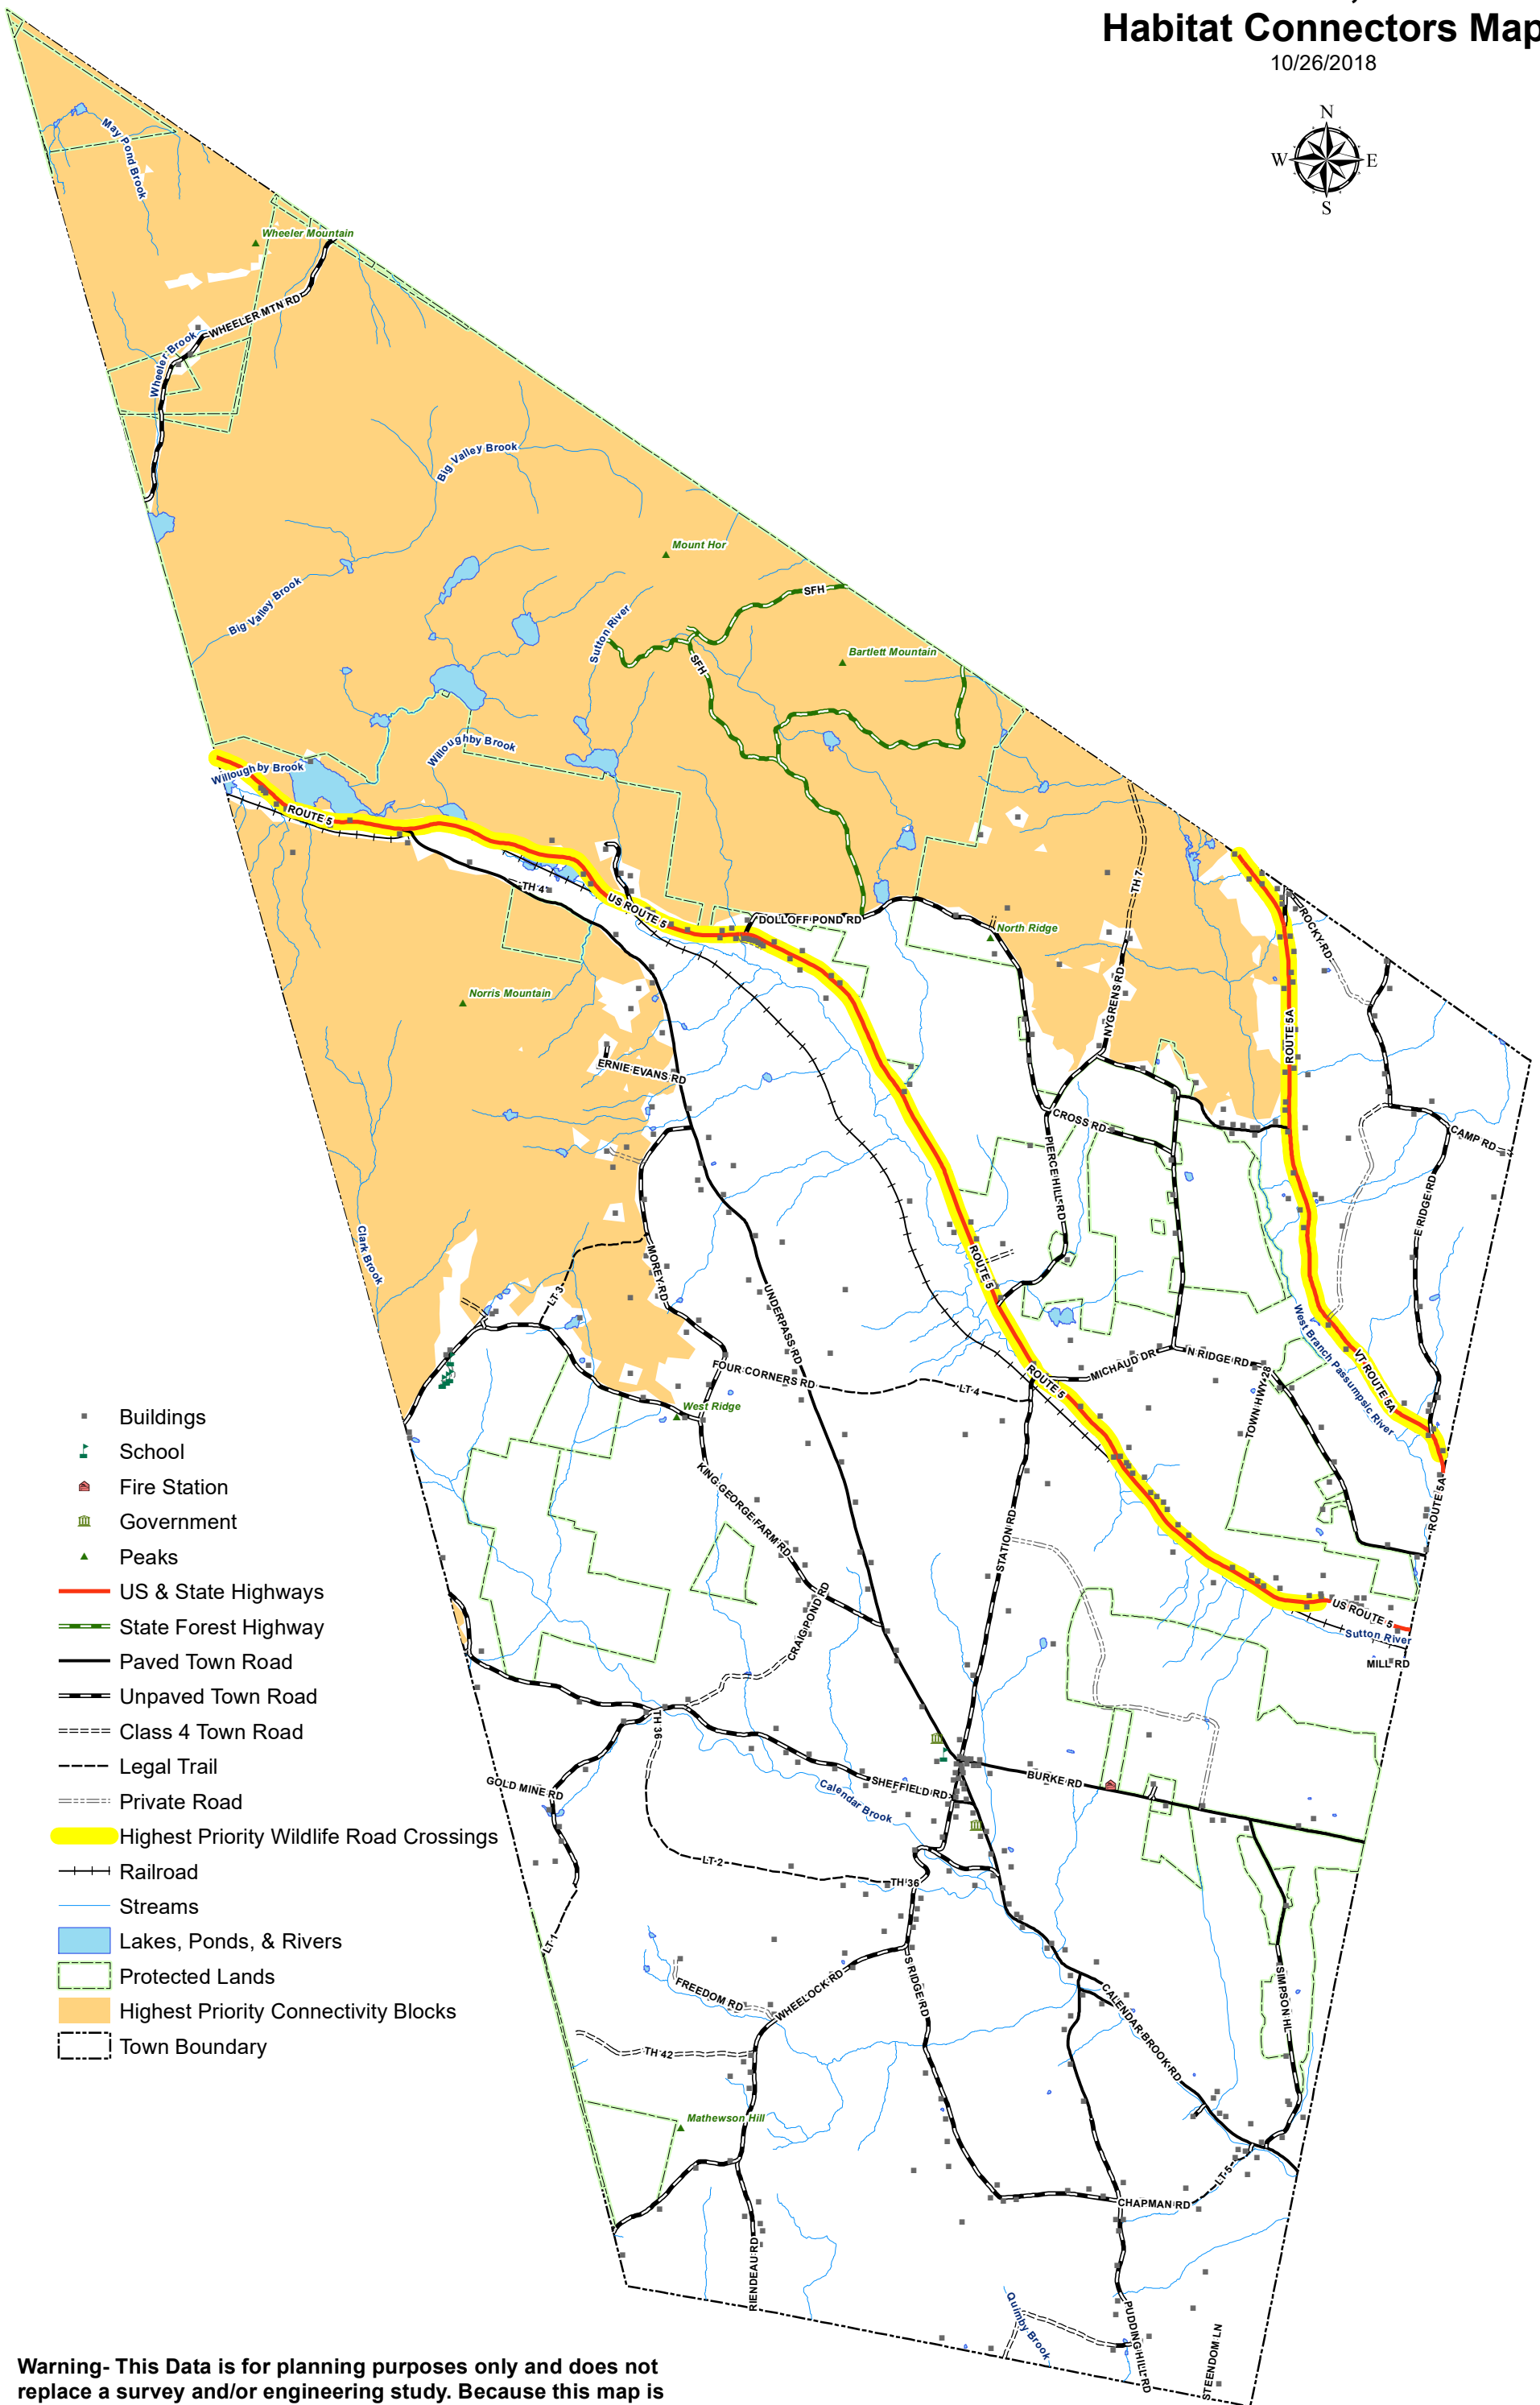 Habitat Connectors Map
10/26/2018
N
W
E
S
May Pond Brook
Wheeler Mountain
WHEELER MTN RD
Wheeler Brook
Big Valley Brook
Mount Hor
Big Valley Brook
SFH
Sutton River
SFH
Bartlett Mountain
Willoughby Brook
Willoughby Brook
ROUTE 5
TH 4
US ROUTE 5
DOLLOFF POND RD
TH 7
North Ridge
ROCKY RD
Norris Mountain
NYGRENS RD
ROUTE 5A
ERNIE EVANS RD
CROSS RD
CAMP RD
PIERCE HILL RD
E RIDGE RD
Clark Brook
MOREY RD
ROUTE 5
LT 3
UNDERPASS RD
West Branch Passumpsic River
VT ROUTE 5A
FOUR CORNERS RD
LT 4
ROUTE 5
MICHAUD DR
N RIDGE RD
TOWN HWY 28
West Ridge
KING GEORGE FARM RD
STATION RD
ROUTE 5A
CRAIG POND RD
US ROUTE 5
Sutton River
MILL RD
TH 36
GOLD MINE RD
SHEFFIELD RD
BURKE RD
Calendar Brook
LT 2
TH 36
LT 1
FREEDOM RD
WHEELOCK RD
S RIDGE RD
CALENDAR BROOK RD
SIMPSON HL
TH 42
Mathewson Hill
LT 5
CHAPMAN RD
RIENDEAU RD
Quimby Brook
PUDDING HILL RD
STEENDOM LN
Buildings
School
Fire Station
Government
Peaks
US & State Highways
State Forest Highway
Paved Town Road
Unpaved Town Road
Class 4 Town Road
Legal Trail
Private Road
Highest Priority Wildlife Road Crossings
Railroad
Streams
Lakes, Ponds, & Rivers
Protected Lands
Highest Priority Connectivity Blocks
Town Boundary
Warning- This Data is for planning purposes only and does not
replace a survey and/or engineering study. Because this map is